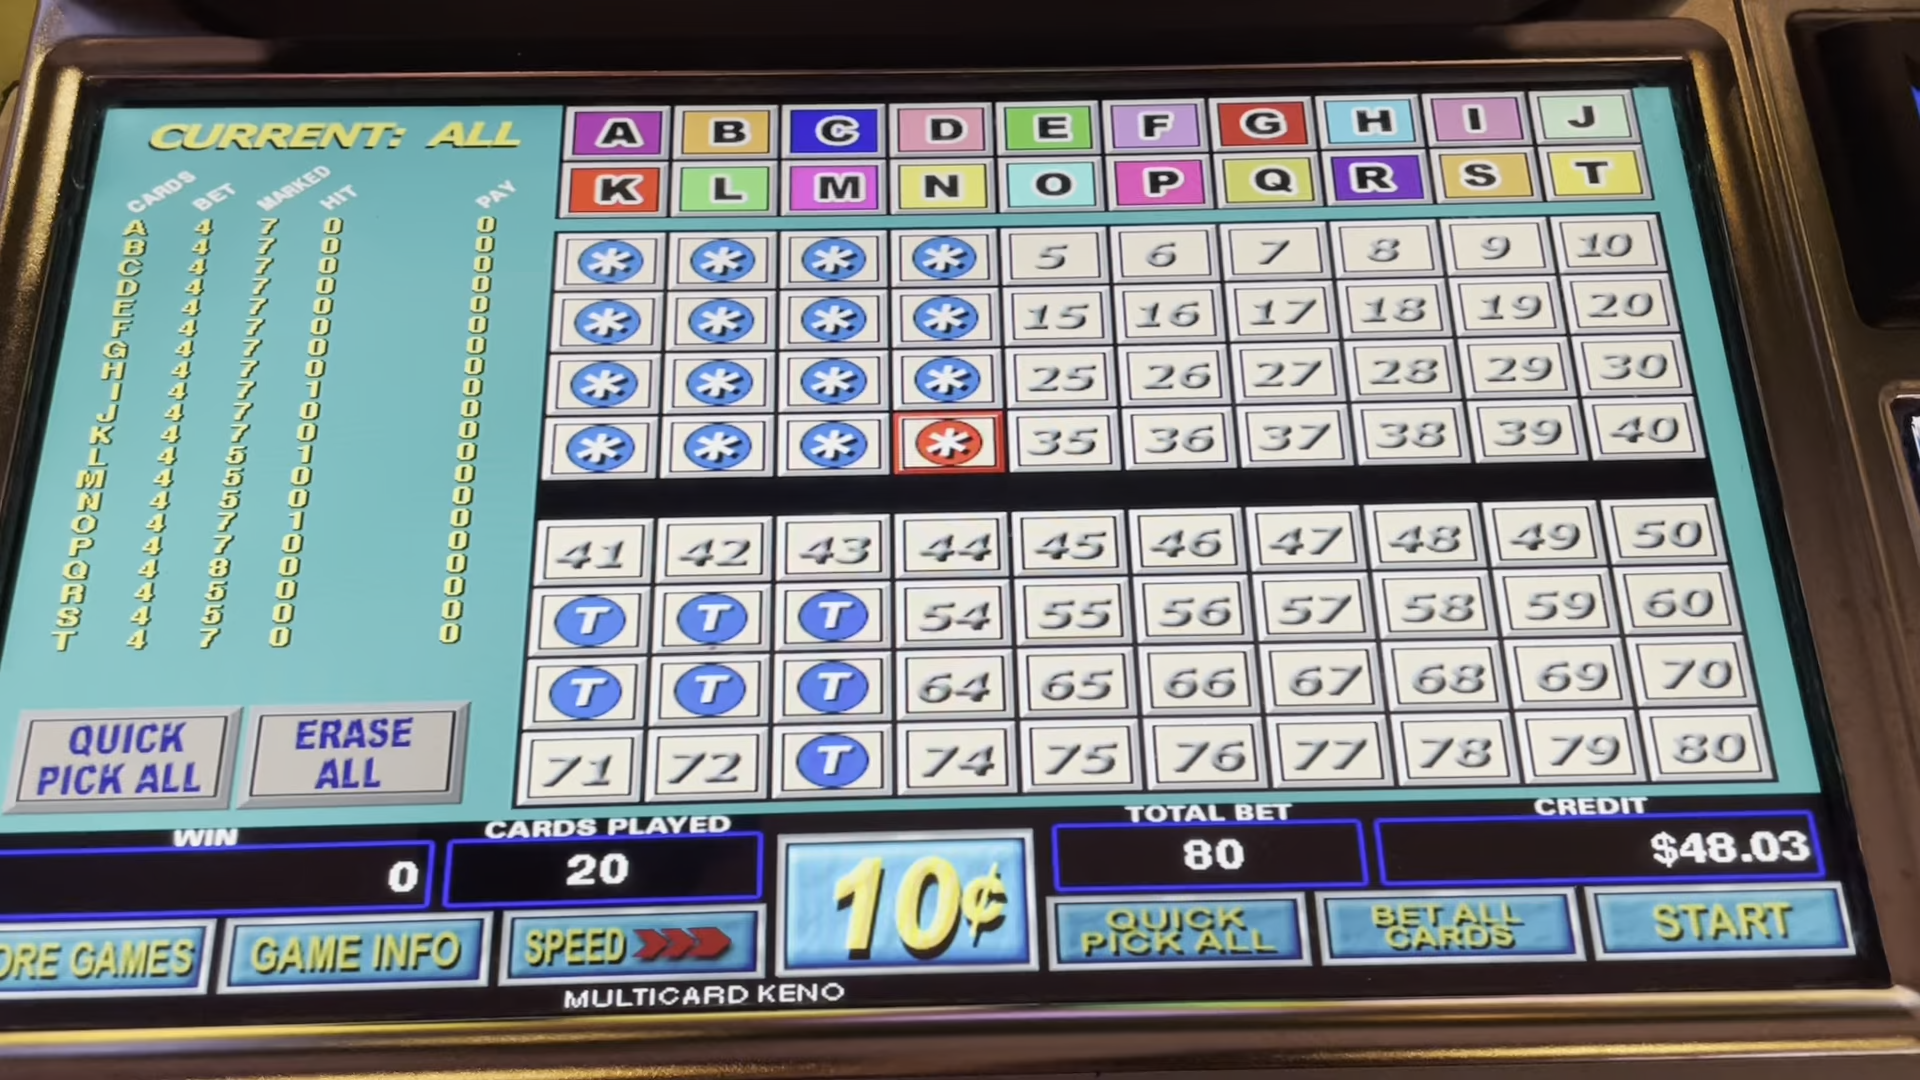 CURRENT: ALL
CARDS BET MARKED HIT PAY
A 4 7 0 0
B 4 7 0 0
C 4 7 0 0
D 4 7 0 0
E 4 7 0 0
F 4 7 0 0
G 4 7 0 0
H 4 7 0 0
I 4 7 1 0
J 4 7 0 0
K 4 7 0 0
L 4 5 1 0
M 4 5 0 0
N 4 5 0 0
O 4 7 1 0
P 4 7 0 0
Q 4 8 0 0
R 4 5 0 0
S 4 5 0 0
T 4 7 0 0
QUICK PICK ALL
ERASE ALL
A B C D E F G H I J
K L M N O P Q R S T
* * * * 5 6 7 8 9 10
* * * * 15 16 17 18 19 20
* * * * 25 26 27 28 29 30
* * * * 35 36 37 38 39 40
41 42 43 44 45 46 47 48 49 50
T T T 54 55 56 57 58 59 60
T T T 64 65 66 67 68 69 70
71 72 T 74 75 76 77 78 79 80
WIN CARDS PLAYED TOTAL BET CREDIT
0 20 10¢ 80 $48.03
ORE GAMES
GAME INFO
SPEED
QUICK PICK ALL
BET ALL CARDS
START
MULTICARD KENO